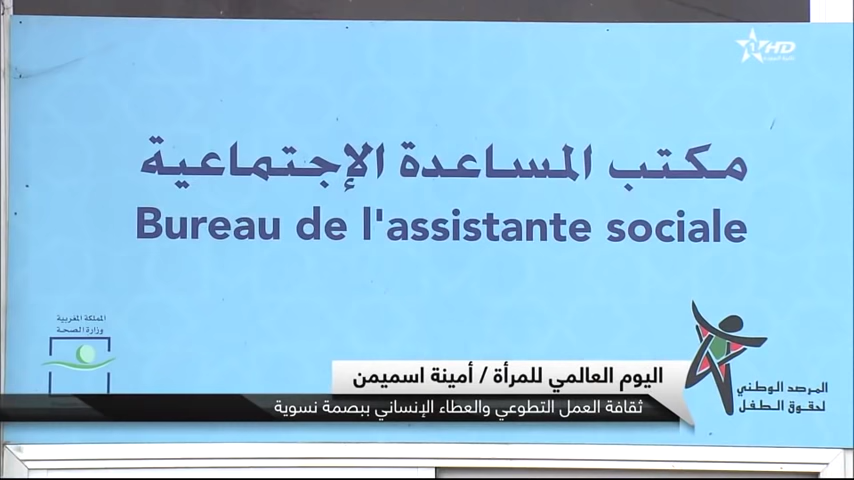 HD
مكتب المساعدة الإجتماعية
Bureau de l'assistante sociale
المملكة المغربية
وزارة الصحة
المرصد الوطني
لحقوق الطفل
اليوم العالمي للمرأة / أمينة اسميمن
ثقافة العمل التطوعي والعطاء الإنساني ببصمة نسوية